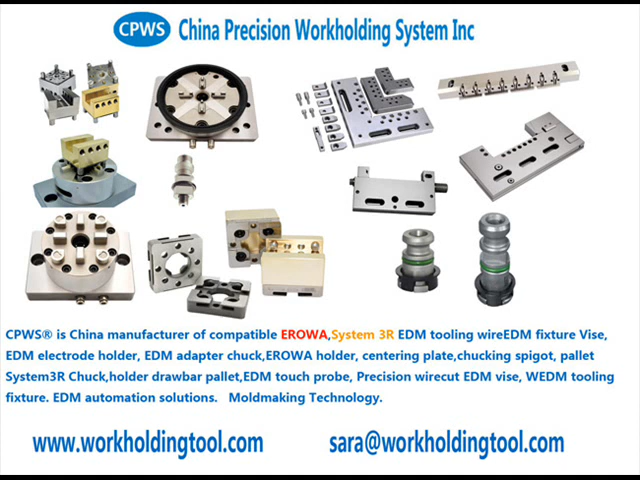 CPWS China Precision Workholding System Inc
CPWS® is China manufacturer of compatible EROWA,System 3R EDM tooling wireEDM fixture Vise,
EDM electrode holder, EDM adapter chuck,EROWA holder, centering plate,chucking spigot, pallet
System3R Chuck,holder drawbar pallet,EDM touch probe, Precision wirecut EDM vise, WEDM tooling
fixture. EDM automation solutions. Moldmaking Technology.
www.workholdingtool.com sara@workholdingtool.com